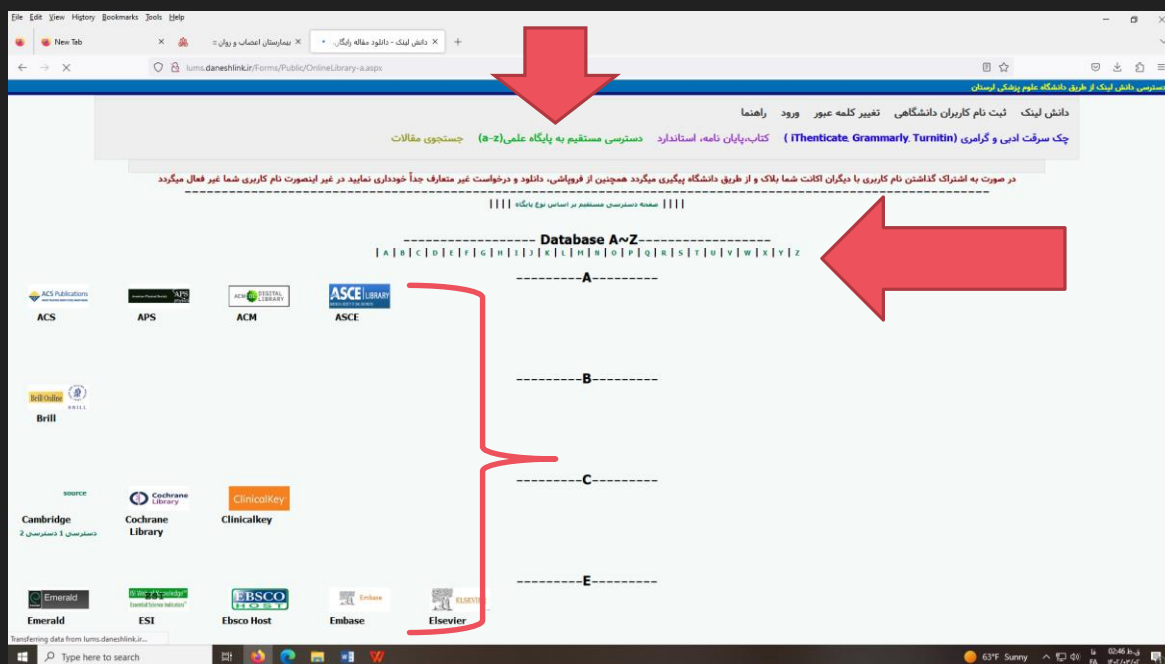 File Edit View History Bookmarks Tools Help
New Tab
بیمارستان اعصاب و روان =
دانش لینک - دانلود مقاله رایگان،
lums.daneshlink.ir/Forms/Public/OnlineLibrary-a.aspx
دسترسی دانش لینک از طریق دانشگاه علوم پزشکی لرستان
دانش لینک ثبت نام کاربران دانشگاهی تغییر کلمه عبور ورود راهنما
چک سرقت ادبی و گرامری (iThenticate, Grammarly, Turnitin ) کتاب،پایان نامه، استاندارد دسترسی مستقیم به پایگاه علمی(a-z) جستجوی مقالات
در صورت به اشتراک گذاشتن نام کاربری با دیگران اکانت شما بلاک و از طریق دانشگاه پیگیری میگردد همچنین از فروپاشی، دانلود و درخواست غیر متعارف جداً خودداری نمایید در غیر اینصورت نام کاربری شما غیر فعال میگردد
|||| صفحه دسترسی مستقیم بر اساس نوع پایگاه ||||
------------------ Database A~Z------------------
| A | B | C | D | E | F | G | H | I | J | K | L | M | N | O | P | Q | R | S | T | U | V | W | X | Y | Z
---------A---------
ACS Publications APS ACM DIGITAL LIBRARY ASCE LIBRARY
ACS APS ACM ASCE
---------B---------
Brill Online BRILL
Brill
---------C---------
source Cochrane Library ClinicalKey
Cambridge Cochrane Library Clinicalkey
دسترسی 1 دسترسی 2
---------E---------
Emerald ESI EBSCO HOST Embase ELSEVIER
Emerald ESI Ebsco Host Embase Elsevier
Transferring data from lums.daneshlink.ir...
Type here to search
63°F Sunny
02:46 ب.ظ
FA